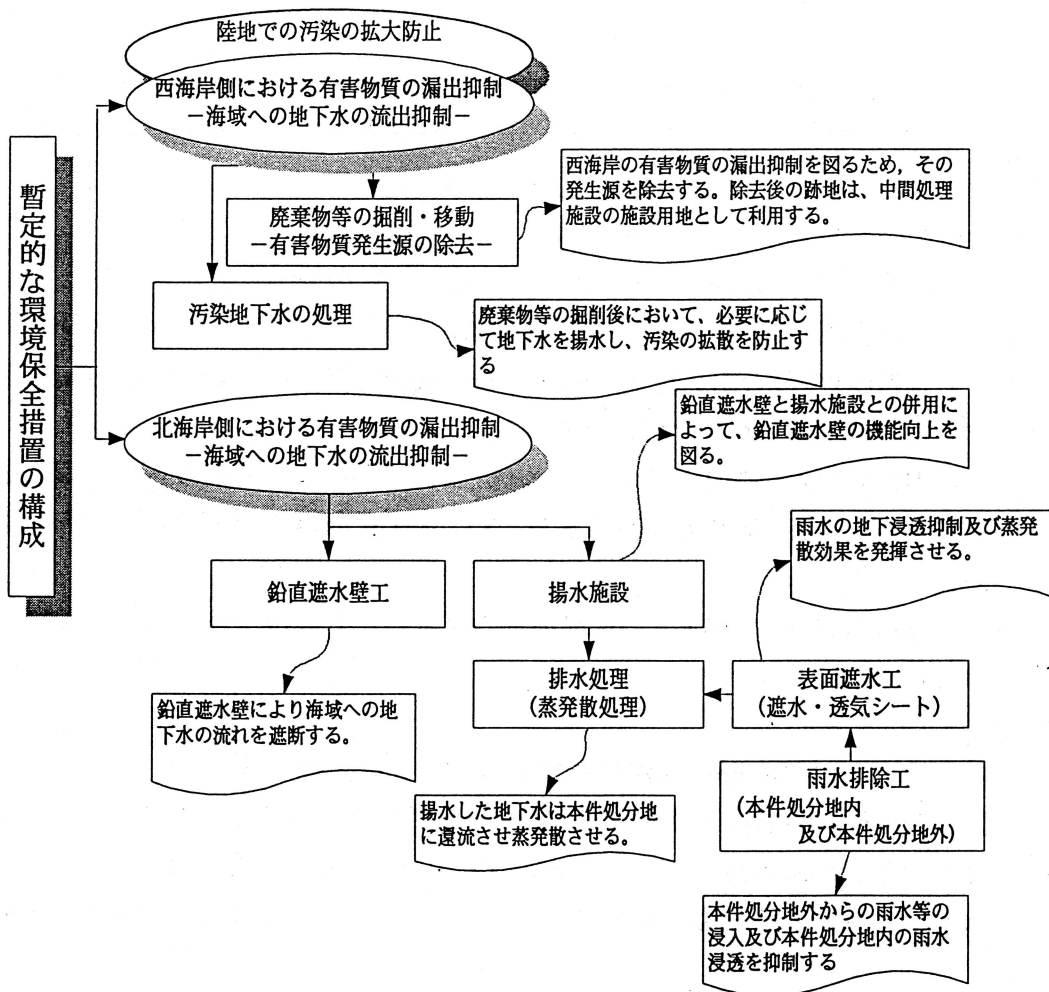 陸地での汚染の拡大防止
西海岸側における有害物質の漏出抑制
－海域への地下水の流出抑制－
暫定的な環境保全措置の構成
廃棄物等の掘削・移動
－有害物質発生源の除去－
西海岸の有害物質の漏出抑制を図るため，その
発生源を除去する。除去後の跡地は、中間処理
施設の施設用地として利用する。
汚染地下水の処理
廃棄物等の掘削後において、必要に応じ
て地下水を揚水し、汚染の拡散を防止す
る
北海岸側における有害物質の漏出抑制
－海域への地下水の流出抑制－
鉛直遮水壁と揚水施設との併用に
よって、鉛直遮水壁の機能向上を
図る。
雨水の地下浸透抑制及び蒸発
散効果を発揮させる。
鉛直遮水壁工
揚水施設
排水処理
（蒸発散処理）
表面遮水工
（遮水・透気シート）
鉛直遮水壁により海域への地
下水の流れを遮断する。
雨水排除工
（本件処分地内
及び本件処分地外）
揚水した地下水は本件処分地
に還流させ蒸発散させる。
本件処分地外からの雨水等の
浸入及び本件処分地内の雨水
浸透を抑制する